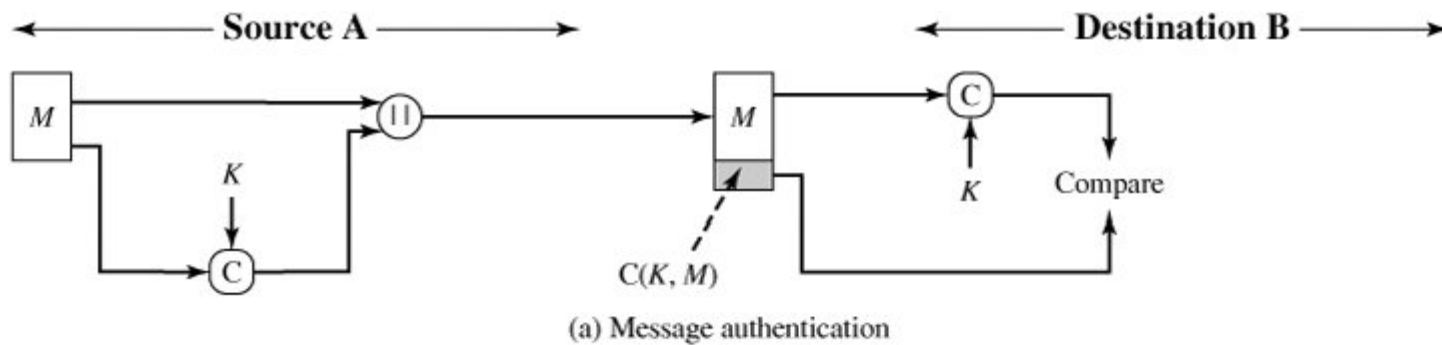 Source A
Destination B
M
||
M
C
K
K
Compare
C
C(K, M)
(a) Message authentication